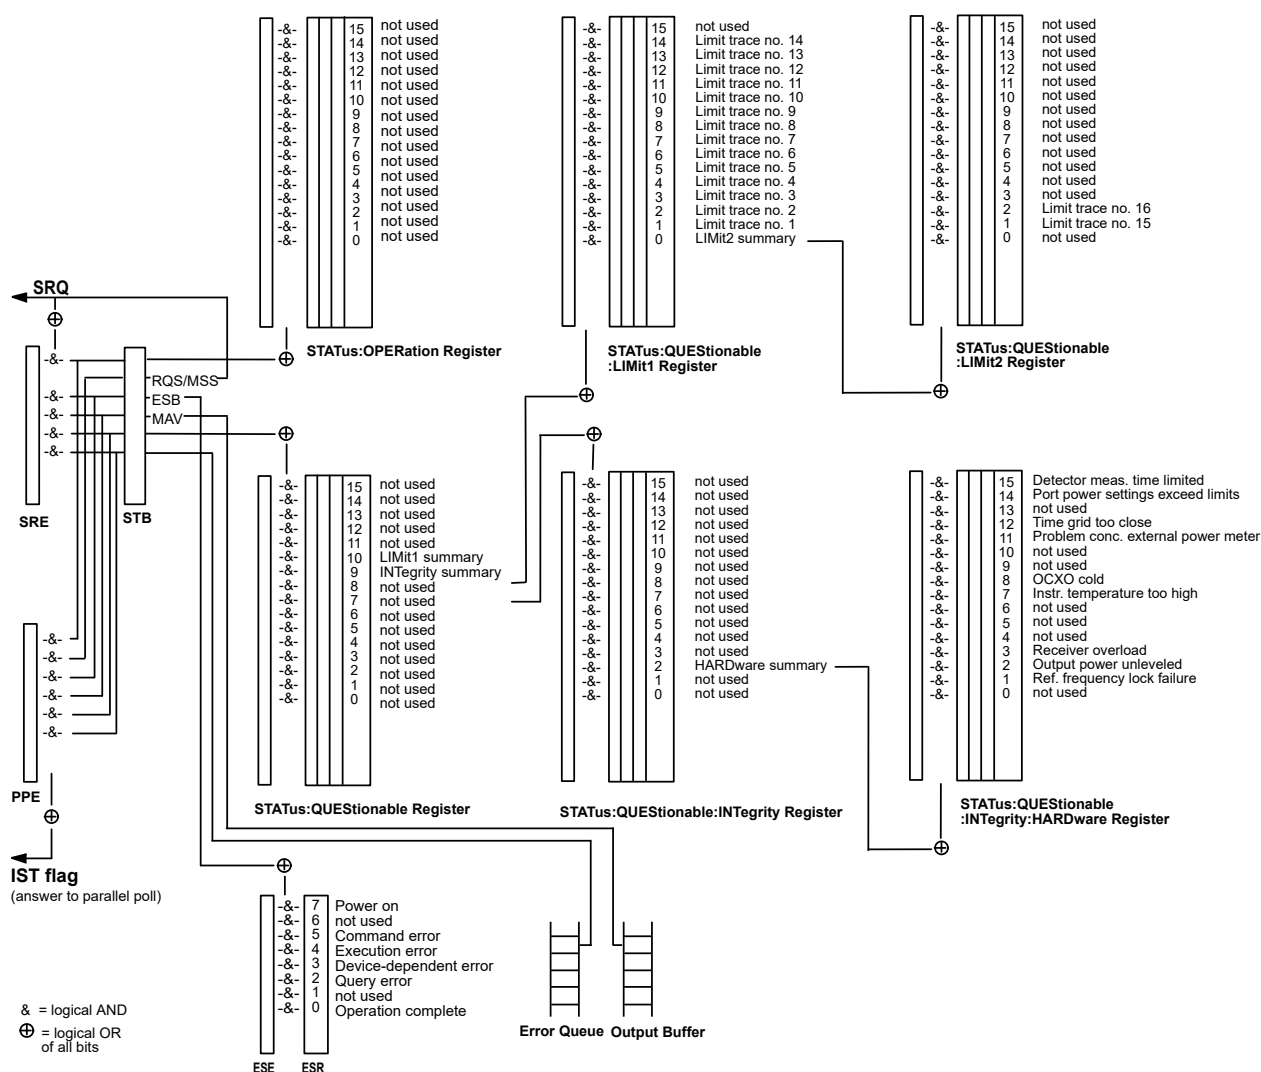 -&- 15 not used
-&- 14 not used
-&- 13 not used
-&- 12 not used
-&- 11 not used
-&- 10 not used
-&- 9 not used
-&- 8 not used
-&- 7 not used
-&- 6 not used
-&- 5 not used
-&- 4 not used
-&- 3 not used
-&- 2 not used
-&- 1 not used
-&- 0 not used
STATus:OPERation Register
-&- 15 not used
-&- 14 Limit trace no. 14
-&- 13 Limit trace no. 13
-&- 12 Limit trace no. 12
-&- 11 Limit trace no. 11
-&- 10 Limit trace no. 10
-&- 9 Limit trace no. 9
-&- 8 Limit trace no. 8
-&- 7 Limit trace no. 7
-&- 6 Limit trace no. 6
-&- 5 Limit trace no. 5
-&- 4 Limit trace no. 4
-&- 3 Limit trace no. 3
-&- 2 Limit trace no. 2
-&- 1 Limit trace no. 1
-&- 0 LIMit2 summary
STATus:QUEStionable
:LIMit1 Register
-&- 15 not used
-&- 14 not used
-&- 13 not used
-&- 12 not used
-&- 11 not used
-&- 10 not used
-&- 9 not used
-&- 8 not used
-&- 7 not used
-&- 6 not used
-&- 5 not used
-&- 4 not used
-&- 3 not used
-&- 2 Limit trace no. 16
-&- 1 Limit trace no. 15
-&- 0 not used
STATus:QUEStionable
:LIMit2 Register
SRQ
-&-
-&-
-&-
-&-
-&-
RQS/MSS
ESB
MAV
SRE
STB
-&- 15 not used
-&- 14 not used
-&- 13 not used
-&- 12 not used
-&- 11 not used
-&- 10 LIMit1 summary
-&- 9 INTegrity summary
-&- 8 not used
-&- 7 not used
-&- 6 not used
-&- 5 not used
-&- 4 not used
-&- 3 not used
-&- 2 not used
-&- 1 not used
-&- 0 not used
STATus:QUEStionable Register
-&- 15 not used
-&- 14 not used
-&- 13 not used
-&- 12 not used
-&- 11 not used
-&- 10 not used
-&- 9 not used
-&- 8 not used
-&- 7 not used
-&- 6 not used
-&- 5 not used
-&- 4 not used
-&- 3 not used
-&- 2 HARDware summary
-&- 1 not used
-&- 0 not used
STATus:QUEStionable:INTegrity Register
-&- 15 Detector meas. time limited
-&- 14 Port power settings exceed limits
-&- 13 not used
-&- 12 Time grid too close
-&- 11 Problem conc. external power meter
-&- 10 not used
-&- 9 not used
-&- 8 OCXO cold
-&- 7 Instr. temperature too high
-&- 6 not used
-&- 5 not used
-&- 4 not used
-&- 3 Receiver overload
-&- 2 Output power unleveled
-&- 1 Ref. frequency lock failure
-&- 0 not used
STATus:QUEStionable
:INTegrity:HARDware Register
-&-
-&-
-&-
-&-
-&-
-&-
PPE
IST flag
(answer to parallel poll)
-&- 7 Power on
-&- 6 not used
-&- 5 Command error
-&- 4 Execution error
-&- 3 Device-dependent error
-&- 2 Query error
-&- 1 not used
-&- 0 Operation complete
ESE ESR
Error Queue
Output Buffer
& = logical AND
⊕ = logical OR
of all bits